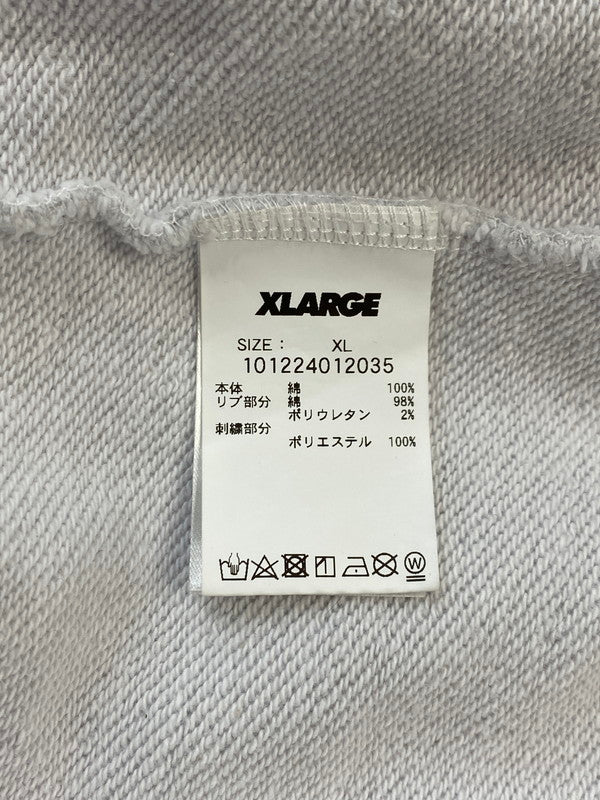 XLARGE
SIZE : XL
101224012035
本体 綿 100%
リブ部分 綿 98%
ポリウレタン 2%
刺繍部分
ポリエステル 100%
W